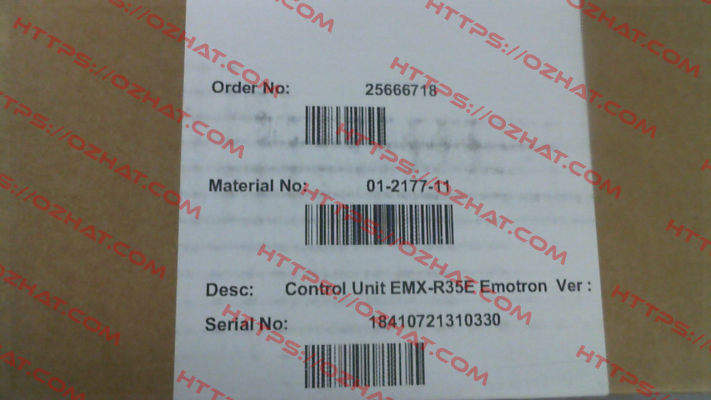 Order No: 25666718
Material No: 01-2177-11
Desc: Control Unit EMX-R35E Emotron Ver :
Serial No: 18410721310330
HTTPS://OZHAT.COM